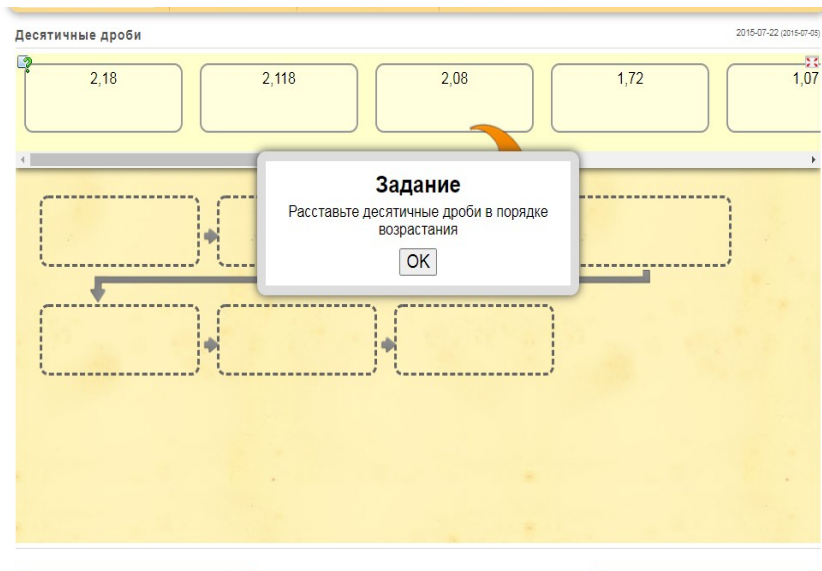 Десятичные дроби
2015-07-22 (2015-07-05)
2,18 2,118 2,08 1,72 1,07
Задание
Расставьте десятичные дроби в порядке
возрастания
OK